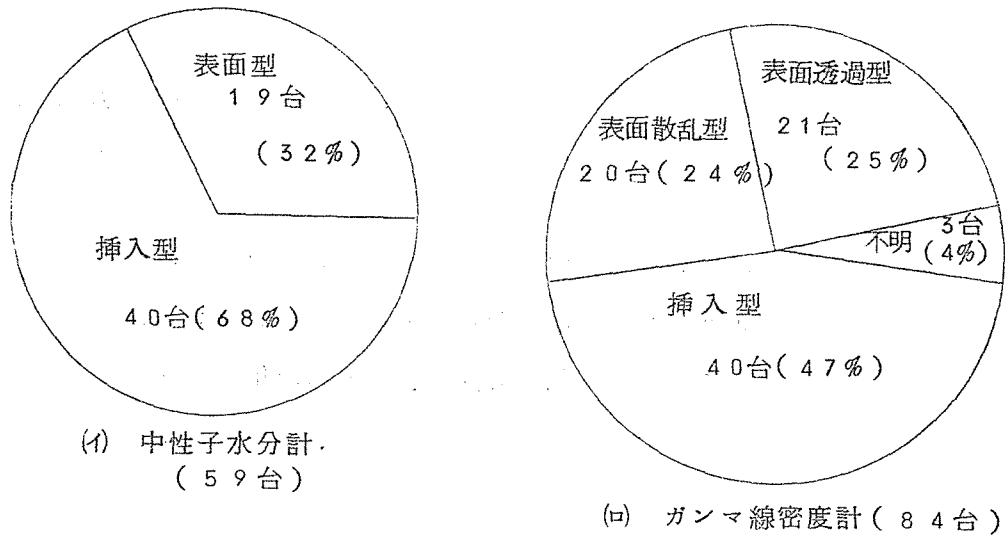 表面型
19台
(32%)
挿入型
40台(68%)
(イ) 中性子水分計
(59台)
表面透過型
21台
(25%)
表面散乱型
20台(24%)
3台
不明
(4%)
挿入型
40台(47%)
(ロ) ガンマ線密度計(84台)